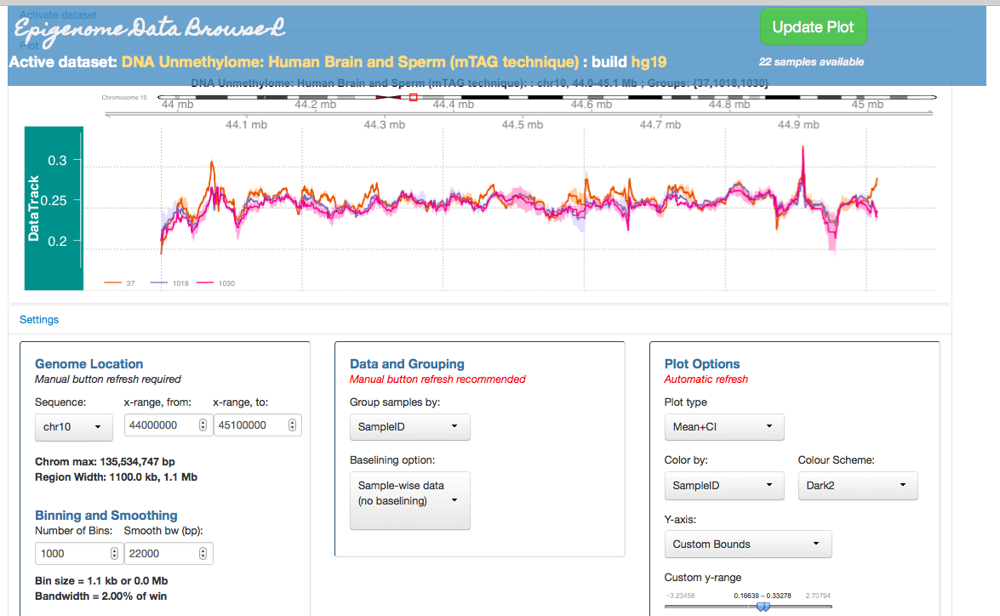 Activate dataset
Epigenome Data Browser
Plot
Update Plot
Active dataset: DNA Unmethylome: Human Brain and Sperm (mTAG technique) : build hg19
22 samples available
DNA Unmethylome: Human Brain and Sperm (mTAG technique): : chr10, 44.0-45.1 Mb ; Groups: {37,1018,1030}
Chromosome 10
44 mb 44.2 mb 44.4 mb 44.6 mb 44.8 mb 45 mb
44.1 mb 44.3 mb 44.5 mb 44.7 mb 44.9 mb
DataTrack
0.3
0.25
0.2
37 1018 1030
Settings
Genome Location
Manual button refresh required
Sequence: x-range, from: x-range, to:
chr10 44000000 45100000
Chrom max: 135,534,747 bp
Region Width: 1100.0 kb, 1.1 Mb
Binning and Smoothing
Number of Bins: Smooth bw (bp):
1000 22000
Bin size = 1.1 kb or 0.0 Mb
Bandwidth = 2.00% of win
Data and Grouping
Manual button refresh recommended
Group samples by:
SampleID
Baselining option:
Sample-wise data
(no baselining)
Plot Options
Automatic refresh
Plot type
Mean+CI
Color by: Colour Scheme:
SampleID Dark2
Y-axis:
Custom Bounds
Custom y-range
-3.23458 0.16639 – 0.33278 2.70794